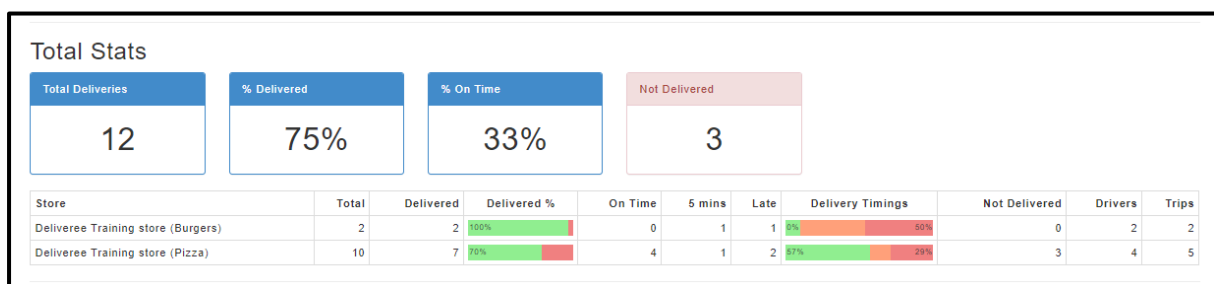 Total Stats
Total Deliveries % Delivered % On Time Not Delivered
12 75% 33% 3
Store Total Delivered Delivered % On Time 5 mins Late Delivery Timings Not Delivered Drivers Trips
Deliveree Training store (Burgers) 2 2 100% 0 1 1 0% 50% 0 2 2
Deliveree Training store (Pizza) 10 7 70% 4 1 2 57% 29% 3 4 5